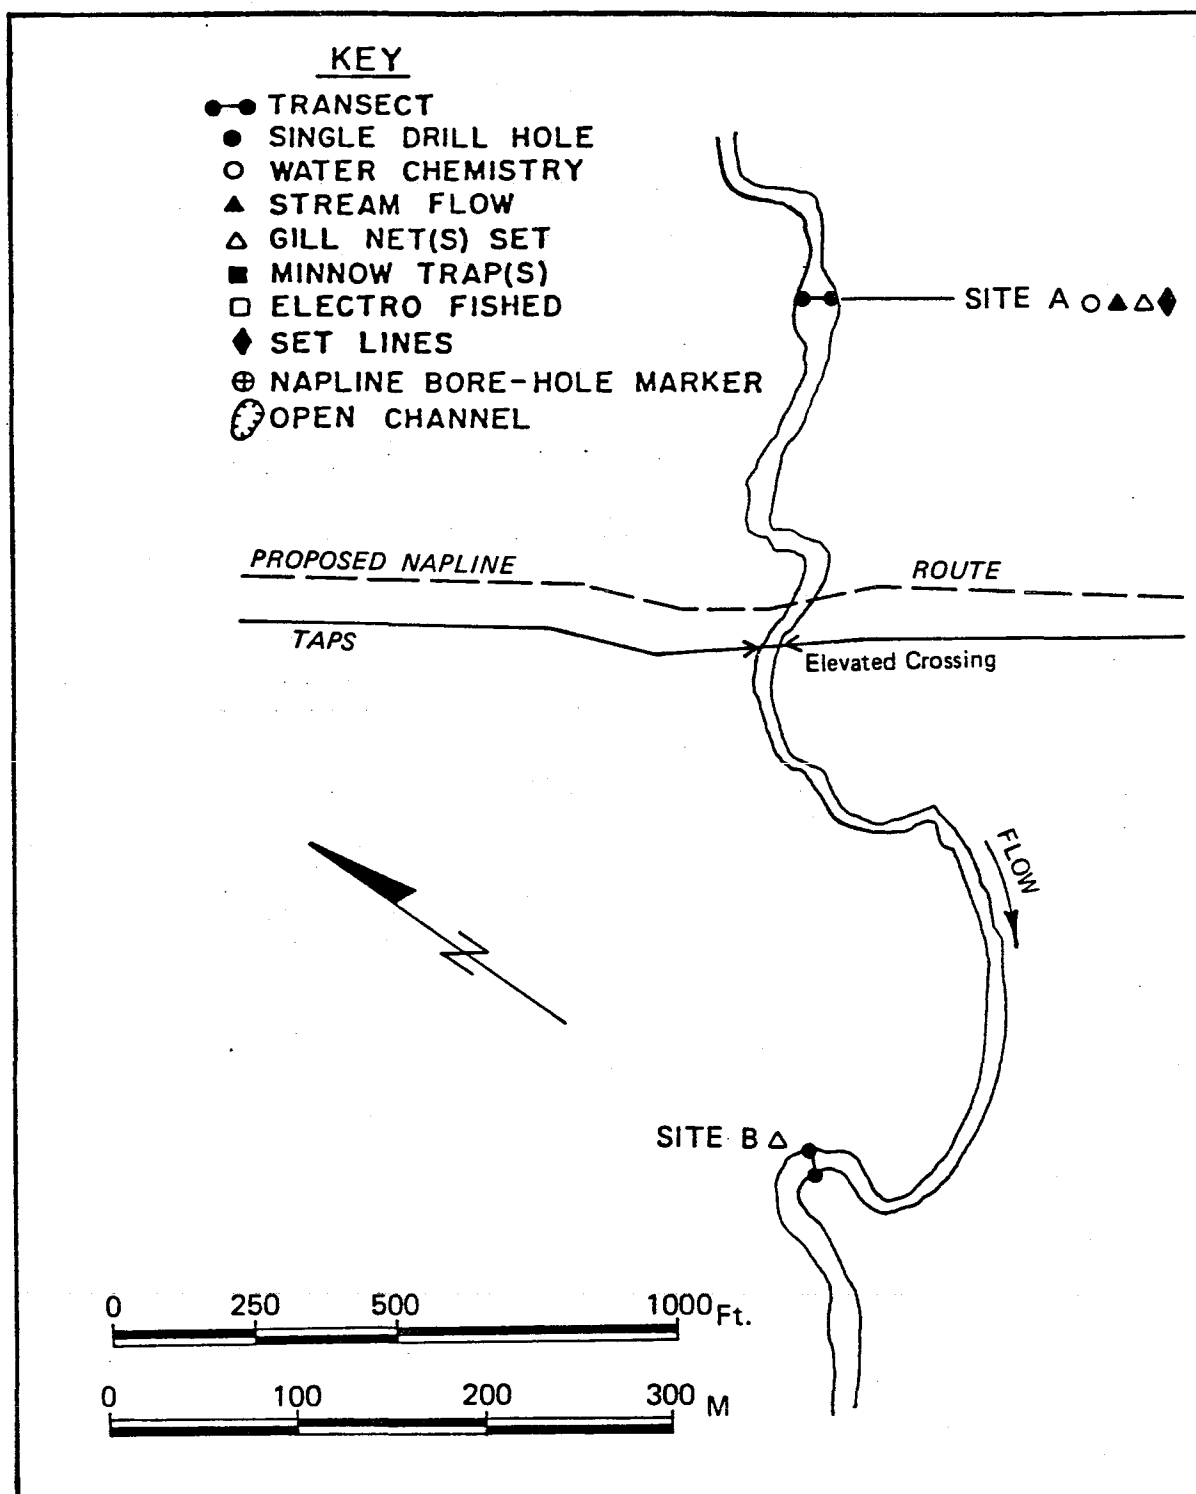 KEY
TRANSECT
SINGLE DRILL HOLE
WATER CHEMISTRY
STREAM FLOW
GILL NET(S) SET
MINNOW TRAP(S)
ELECTRO FISHED
SET LINES
NAPLINE BORE-HOLE MARKER
OPEN CHANNEL
SITE A
PROPOSED NAPLINE ROUTE
TAPS
Elevated Crossing
FLOW
N
SITE B
0 250 500 1000 Ft.
0 100 200 300 M